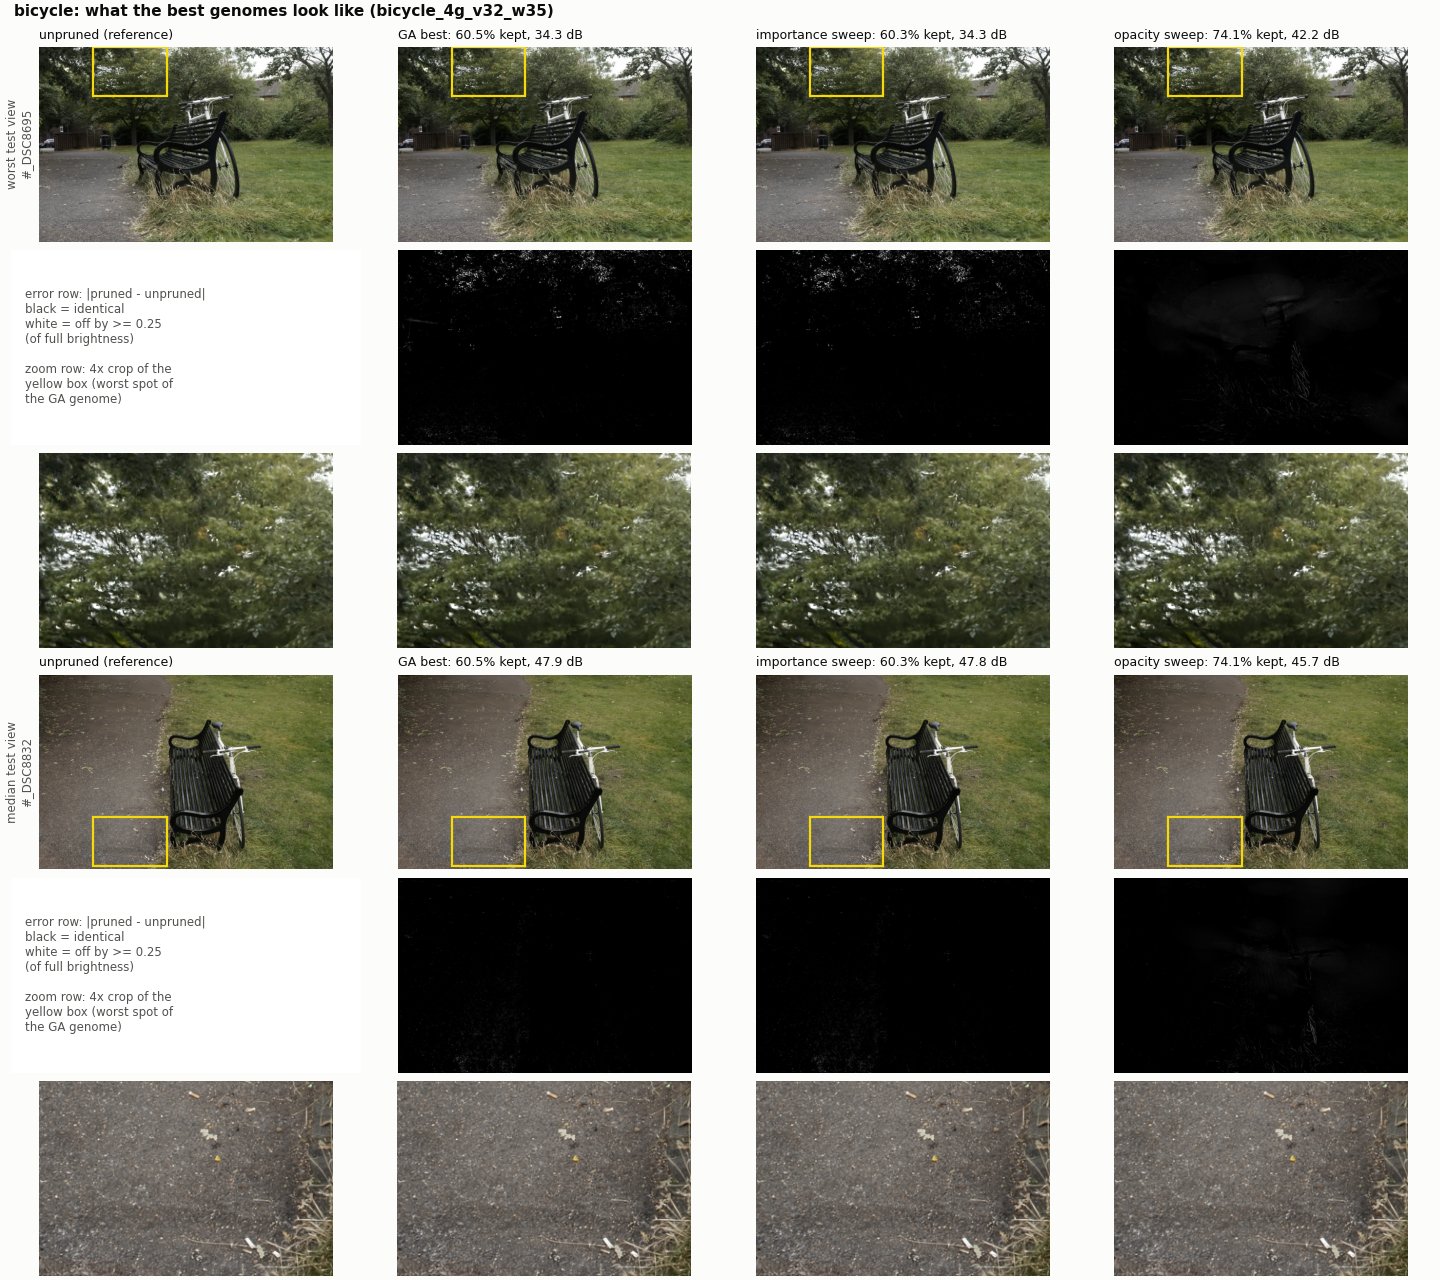 bicycle: what the best genomes look like (bicycle_4g_v32_w35)
unpruned (reference)
GA best: 60.5% kept, 34.3 dB
importance sweep: 60.3% kept, 34.3 dB
opacity sweep: 74.1% kept, 42.2 dB
worst test view
#_DSC8695
error row: |pruned - unpruned|
black = identical
white = off by >= 0.25
(of full brightness)
zoom row: 4x crop of the
yellow box (worst spot of
the GA genome)
unpruned (reference)
GA best: 60.5% kept, 47.9 dB
importance sweep: 60.3% kept, 47.8 dB
opacity sweep: 74.1% kept, 45.7 dB
median test view
#_DSC8832
error row: |pruned - unpruned|
black = identical
white = off by >= 0.25
(of full brightness)
zoom row: 4x crop of the
yellow box (worst spot of
the GA genome)